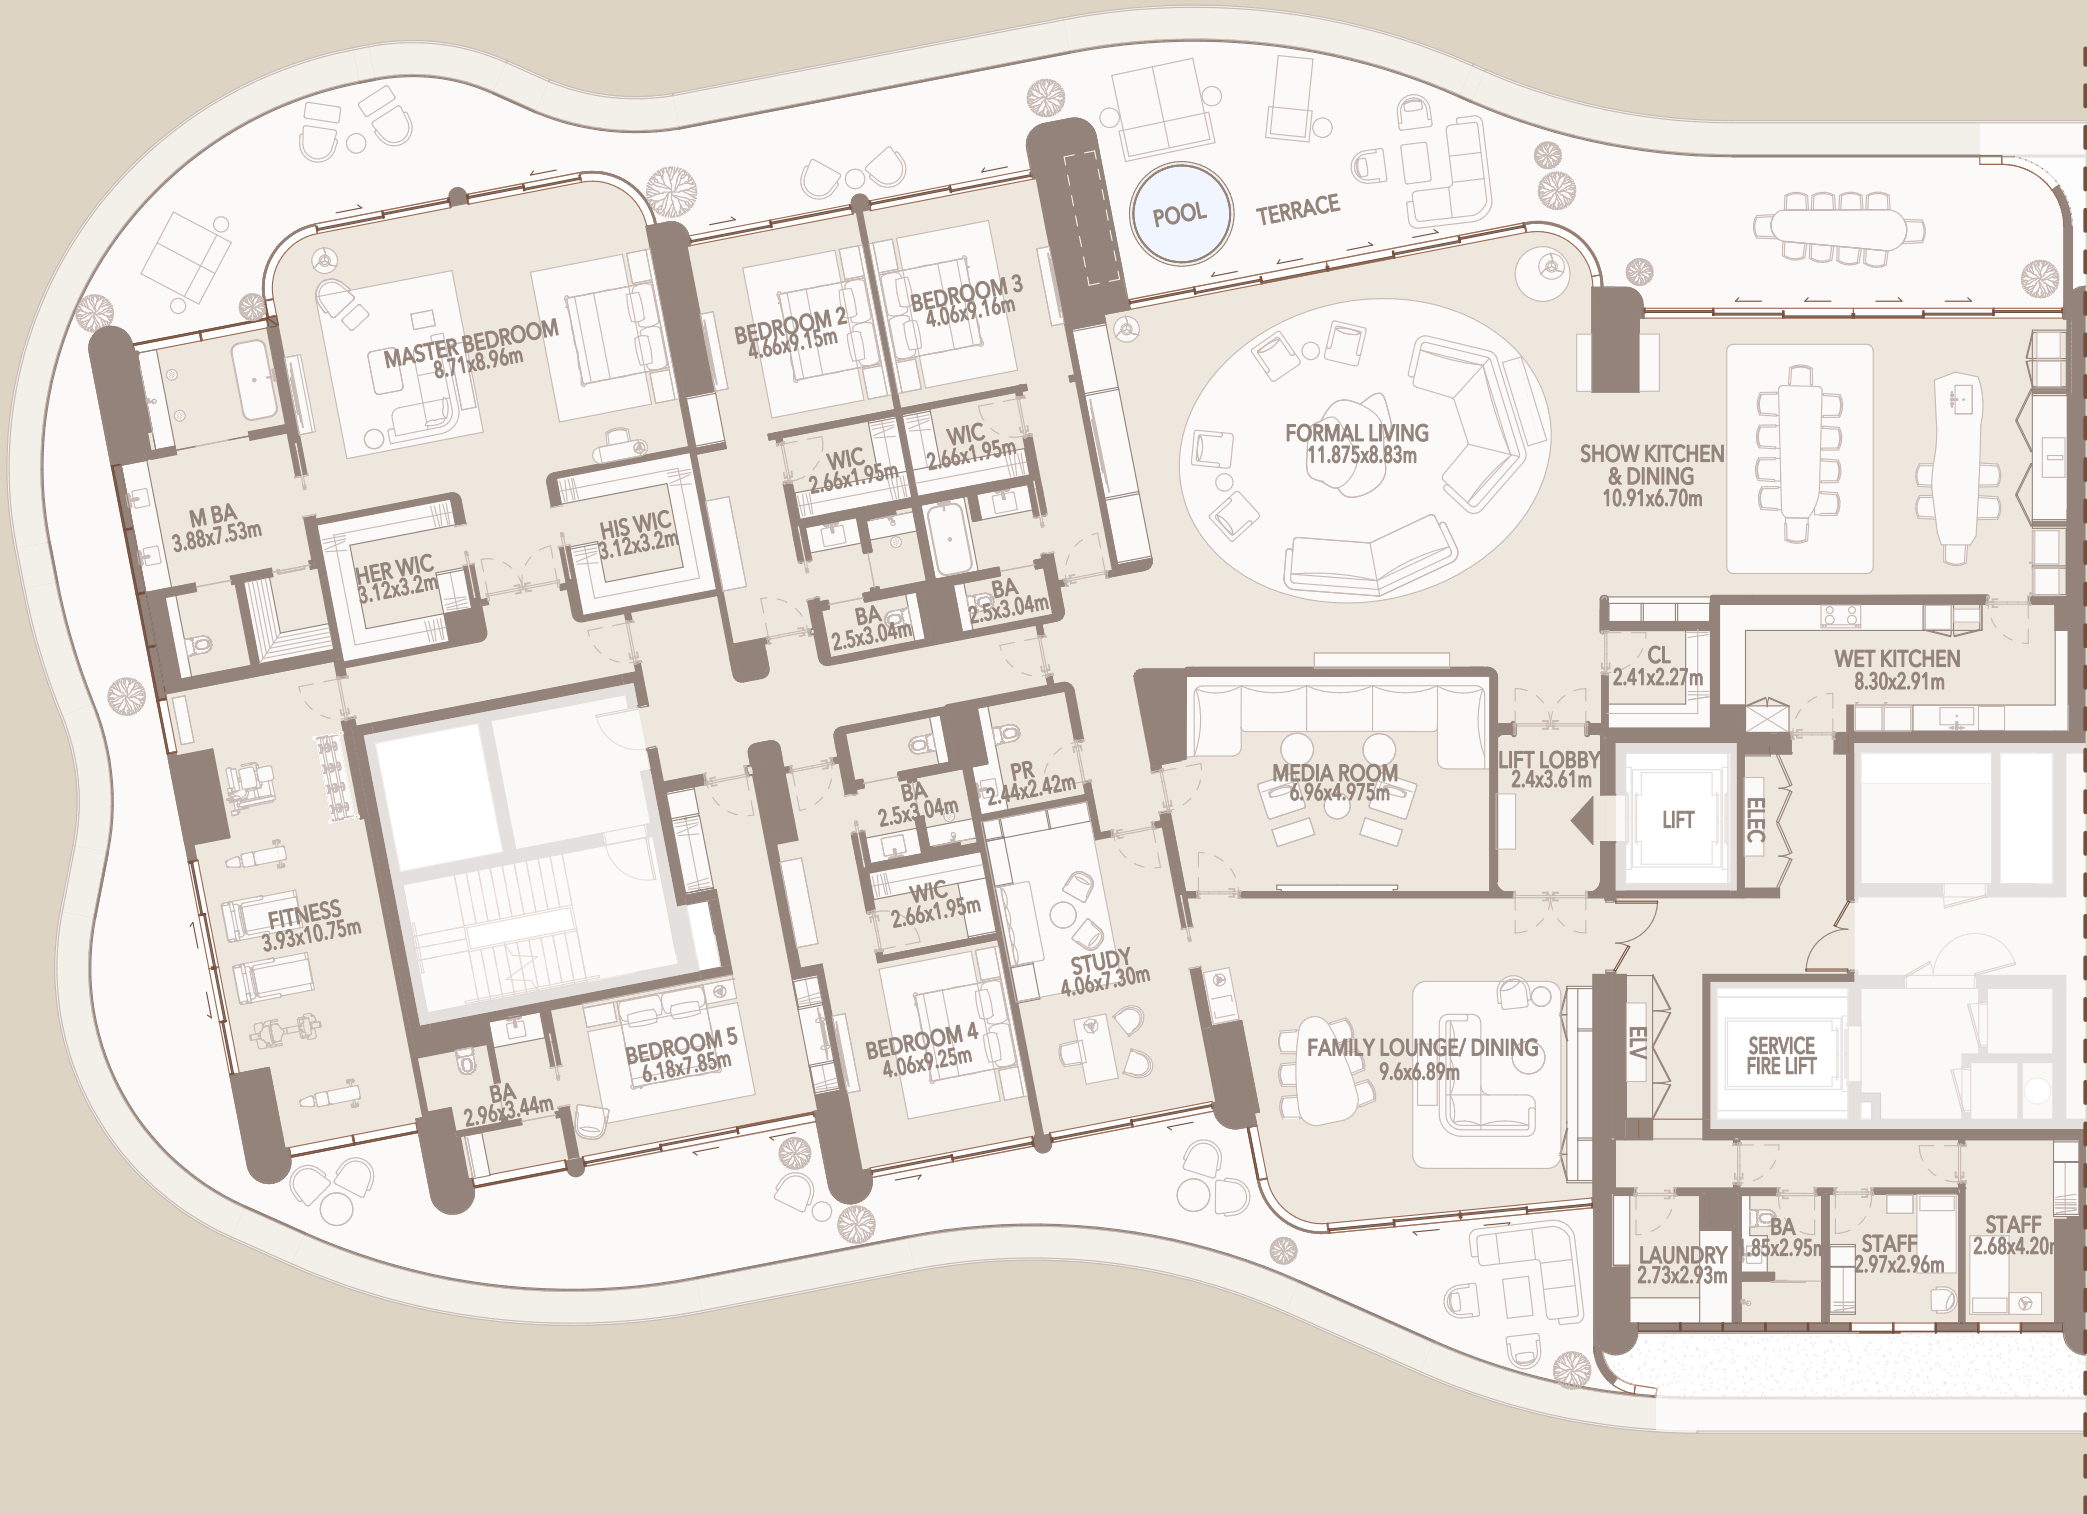 POOL
TERRACE
MASTER BEDROOM
8.71x8.96m
BEDROOM 2
4.66x9.15m
BEDROOM 3
4.06x9.16m
FORMAL LIVING
11.875x8.83m
SHOW KITCHEN
& DINING
10.91x6.70m
WIC
2.66x1.95m
WIC
2.66x1.95m
M BA
3.88x7.53m
HER WIC
3.12x3.2m
HIS WIC
3.12x3.2m
BA
2.5x3.04m
BA
2.5x3.04m
CL
2.41x2.27m
WET KITCHEN
8.30x2.91m
PR
2.44x2.42m
MEDIA ROOM
6.96x4.975m
LIFT LOBBY
2.4x3.61m
LIFT
ELEC
BA
2.5x3.04m
WIC
2.66x1.95m
FITNESS
3.93x10.75m
STUDY
4.06x7.30m
BEDROOM 5
6.18x7.85m
BEDROOM 4
4.06x9.25m
FAMILY LOUNGE/ DINING
9.6x6.89m
ELV
SERVICE
FIRE LIFT
BA
2.96x3.44m
LAUNDRY
2.73x2.93m
BA
.85x2.95m
STAFF
2.97x2.96m
STAFF
2.68x4.20m